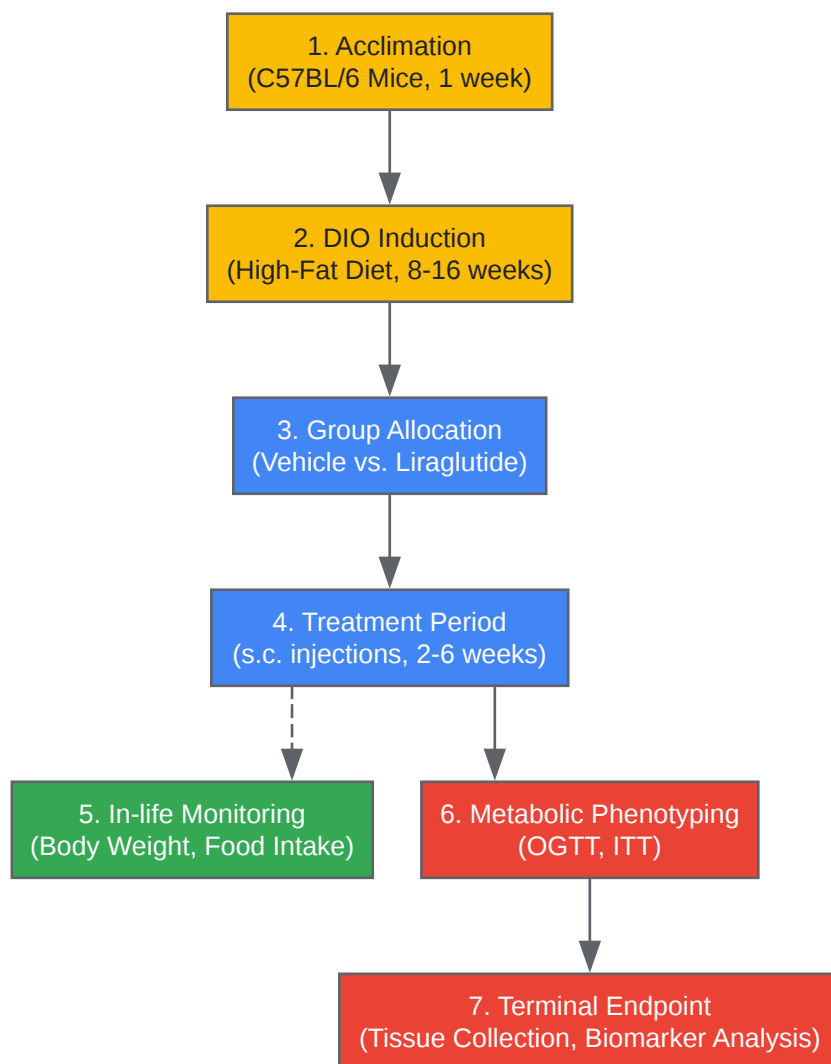 1. Acclimation
(C57BL/6 Mice, 1 week)
2. DIO Induction
(High-Fat Diet, 8-16 weeks)
3. Group Allocation
(Vehicle vs. Liraglutide)
4. Treatment Period
(s.c. injections, 2-6 weeks)
5. In-life Monitoring
(Body Weight, Food Intake)
6. Metabolic Phenotyping
(OGTT, ITT)
7. Terminal Endpoint
(Tissue Collection, Biomarker Analysis)